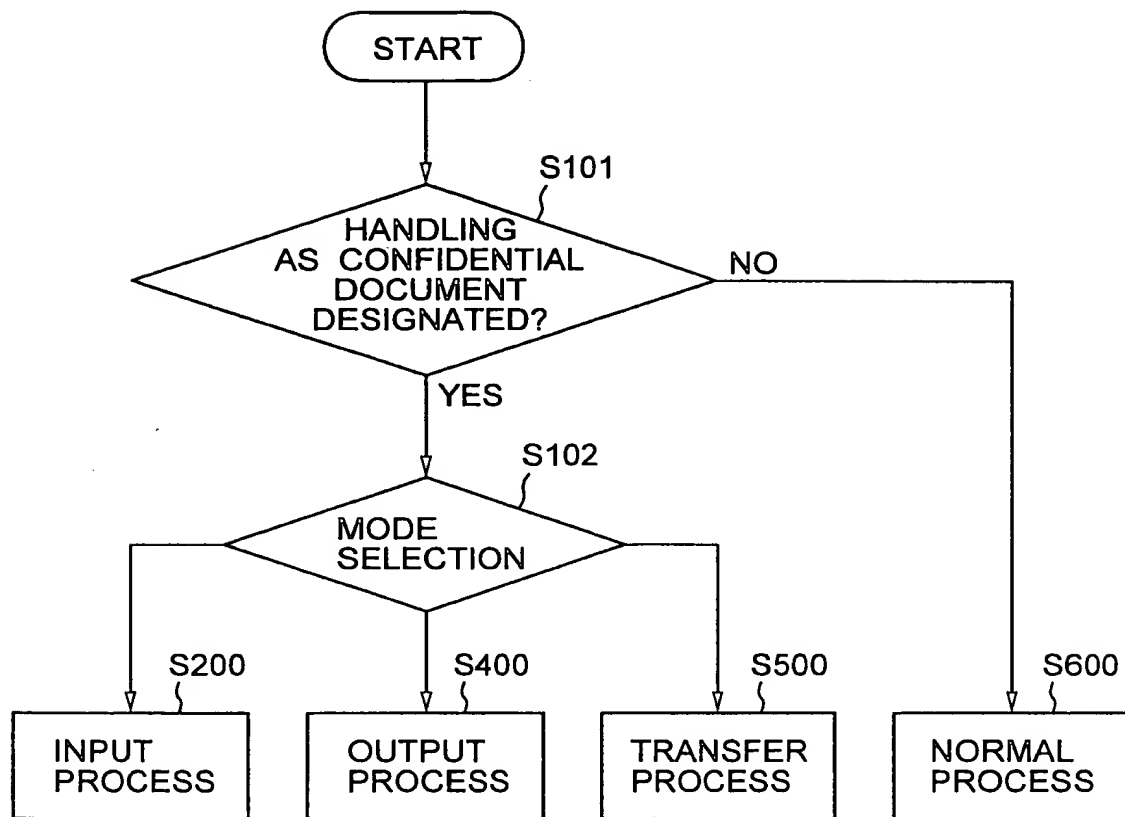 START
S101
HANDLING
AS CONFIDENTIAL
DOCUMENT
DESIGNATED?
NO
YES
S102
MODE
SELECTION
S200
S400
S500
S600
INPUT
PROCESS
OUTPUT
PROCESS
TRANSFER
PROCESS
NORMAL
PROCESS